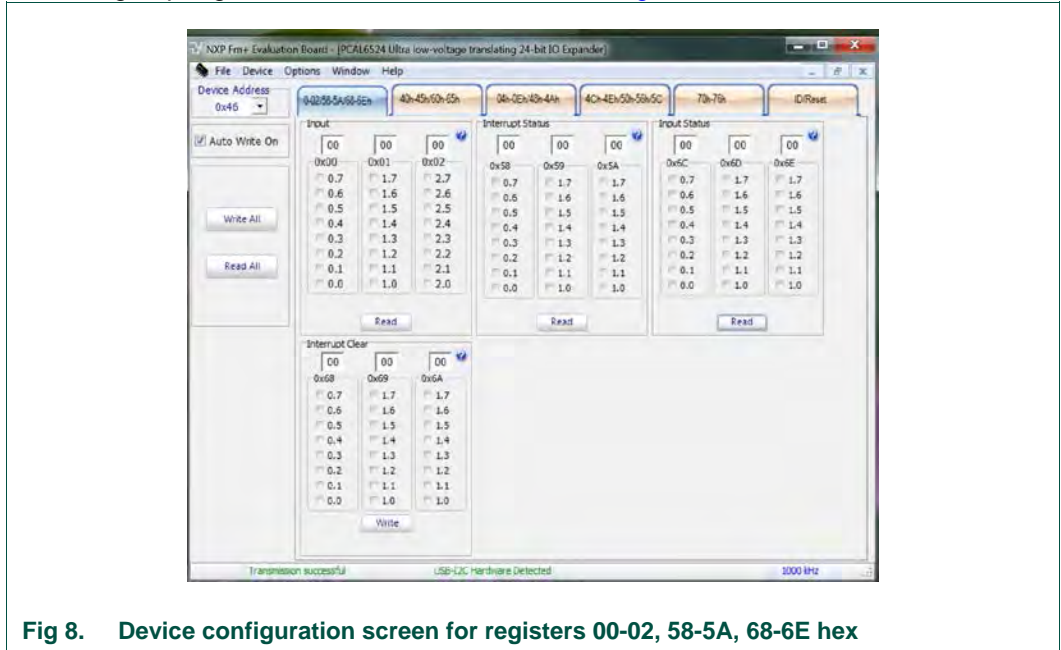 NXP Fm+ Evaluation Board - [PCAL6524 Ultra low-voltage translating 24-bit IO Expander]
File Device Options Window Help
Device Address
0x46
Auto Write On
Write All
Read All
0-02/58-5A/68-6Eh 40h-45h/60h-65h 04h-0Eh/48h-4Ah 4Ch-4Eh/50h-56h/5C 70h-76h ID/Reset
Input
00 00 00
0x00 0x01 0x02
0.7 1.7 2.7
0.6 1.6 2.6
0.5 1.5 2.5
0.4 1.4 2.4
0.3 1.3 2.3
0.2 1.2 2.2
0.1 1.1 2.1
0.0 1.0 2.0
Read
Interrupt Status
00 00 00
0x58 0x59 0x5A
0.7 1.7 1.7
0.6 1.6 1.6
0.5 1.5 1.5
0.4 1.4 1.4
0.3 1.3 1.3
0.2 1.2 1.2
0.1 1.1 1.1
0.0 1.0 1.0
Read
Input Status
00 00 00
0x6C 0x6D 0x6E
0.7 1.7 1.7
0.6 1.6 1.6
0.5 1.5 1.5
0.4 1.4 1.4
0.3 1.3 1.3
0.2 1.2 1.2
0.1 1.1 1.1
0.0 1.0 1.0
Read
Interrupt Clear
00 00 00
0x68 0x69 0x6A
0.7 1.7 1.7
0.6 1.6 1.6
0.5 1.5 1.5
0.4 1.4 1.4
0.3 1.3 1.3
0.2 1.2 1.2
0.1 1.1 1.1
0.0 1.0 1.0
Write
Transmission successful USB-I2C Hardware Detected 1000 kHz
Fig 8. Device configuration screen for registers 00-02, 58-5A, 68-6E hex